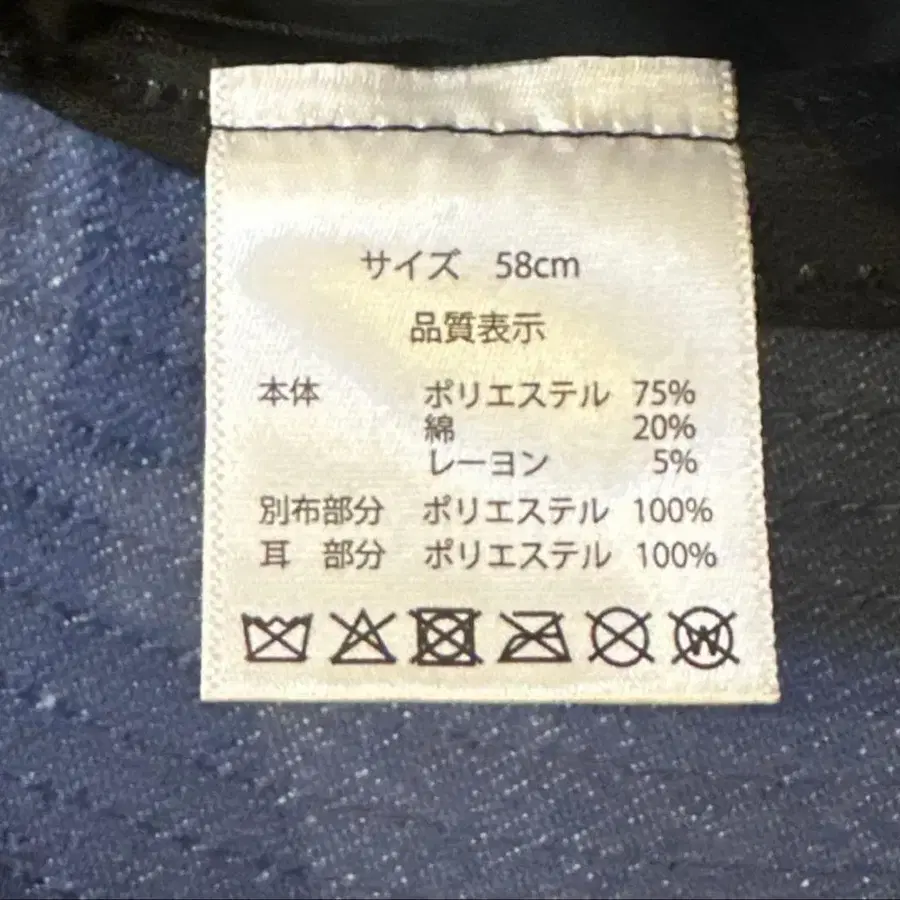 サイズ　58cm
品質表示
本体　ポリエステル 75%
綿 20%
レーヨン 5%
別布部分　ポリエステル 100%
耳　部分　ポリエステル 100%
W